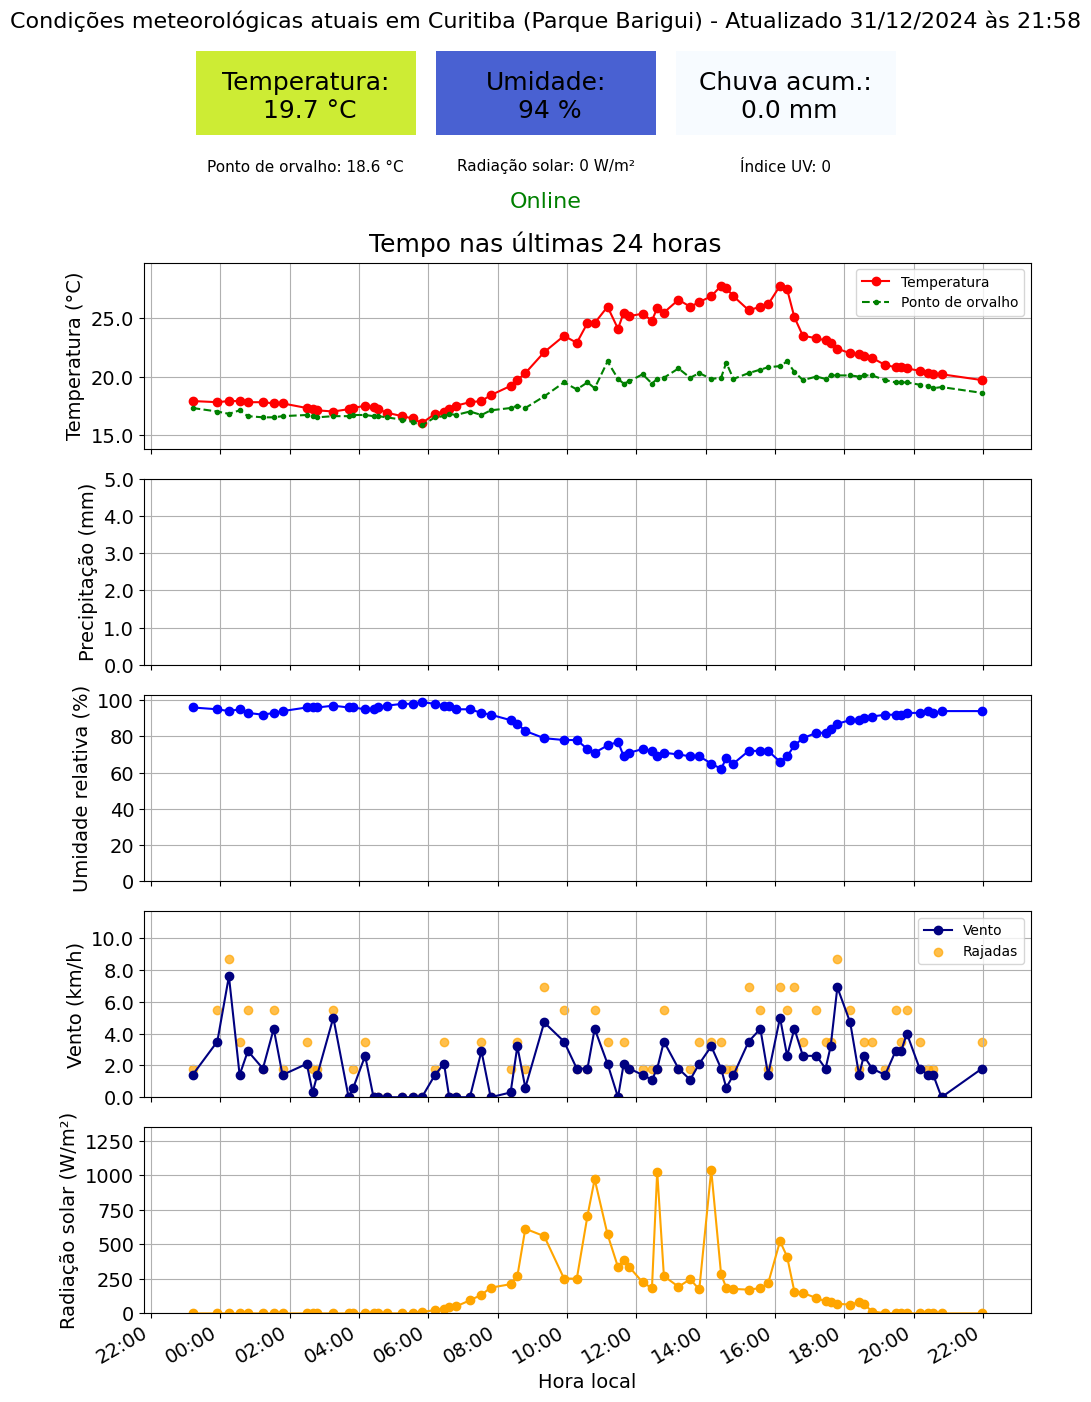 Condições meteorológicas atuais em Curitiba (Parque Barigui) - Atualizado 31/12/2024 às 21:58
Temperatura:
19.7 °C
Umidade:
94 %
Chuva acum.:
0.0 mm
Ponto de orvalho: 18.6 °C
Radiação solar: 0 W/m²
Índice UV: 0
Online
Tempo nas últimas 24 horas
Temperatura (°C)
25.0
20.0
15.0
Temperatura
Ponto de orvalho
Precipitação (mm)
5.0
4.0
3.0
2.0
1.0
0.0
Umidade relativa (%)
100
80
60
40
20
0
Vento (km/h)
10.0
8.0
6.0
4.0
2.0
0.0
Vento
Rajadas
Radiação solar (W/m²)
1250
1000
750
500
250
0
22:00 00:00 02:00 04:00 06:00 08:00 10:00 12:00 14:00 16:00 18:00 20:00 22:00
Hora local